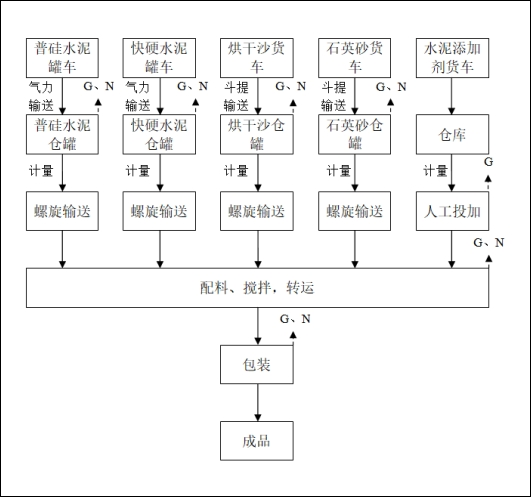 普硅水泥
罐车
快硬水泥
罐车
烘干沙货
车
石英砂货
车
水泥添加
剂货车
气力
输送
G、N
气力
输送
G、N
斗提
输送
G、N
斗提
输送
G、N
普硅水泥
仓罐
快硬水泥
仓罐
烘干沙仓
罐
石英砂仓
罐
仓库
计量
计量
计量
计量
计量
G
螺旋输送
螺旋输送
螺旋输送
螺旋输送
人工投加
G、N
配料、搅拌，转运
G、N
包装
成品